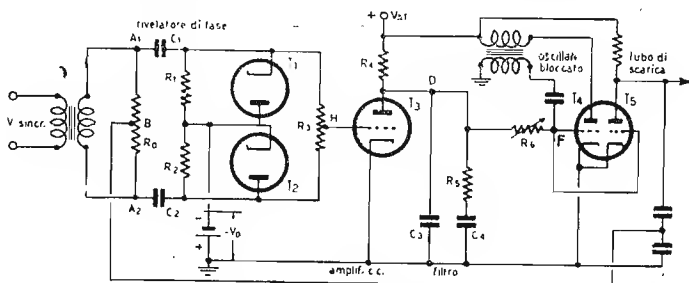 rivelatore di fase
A₁
C₁
+ V_AT
oscillat.
bloccato
tubo di
scarica
T₁
R₁
R₄
D
T₃
T₄
T₅
V sincr.
B
R₀
R₃
H
R₆
F
T₂
R₂
R₅
A₂
C₂
-
+
-V₀
C₃
C₄
amplif. c.c.
filtro